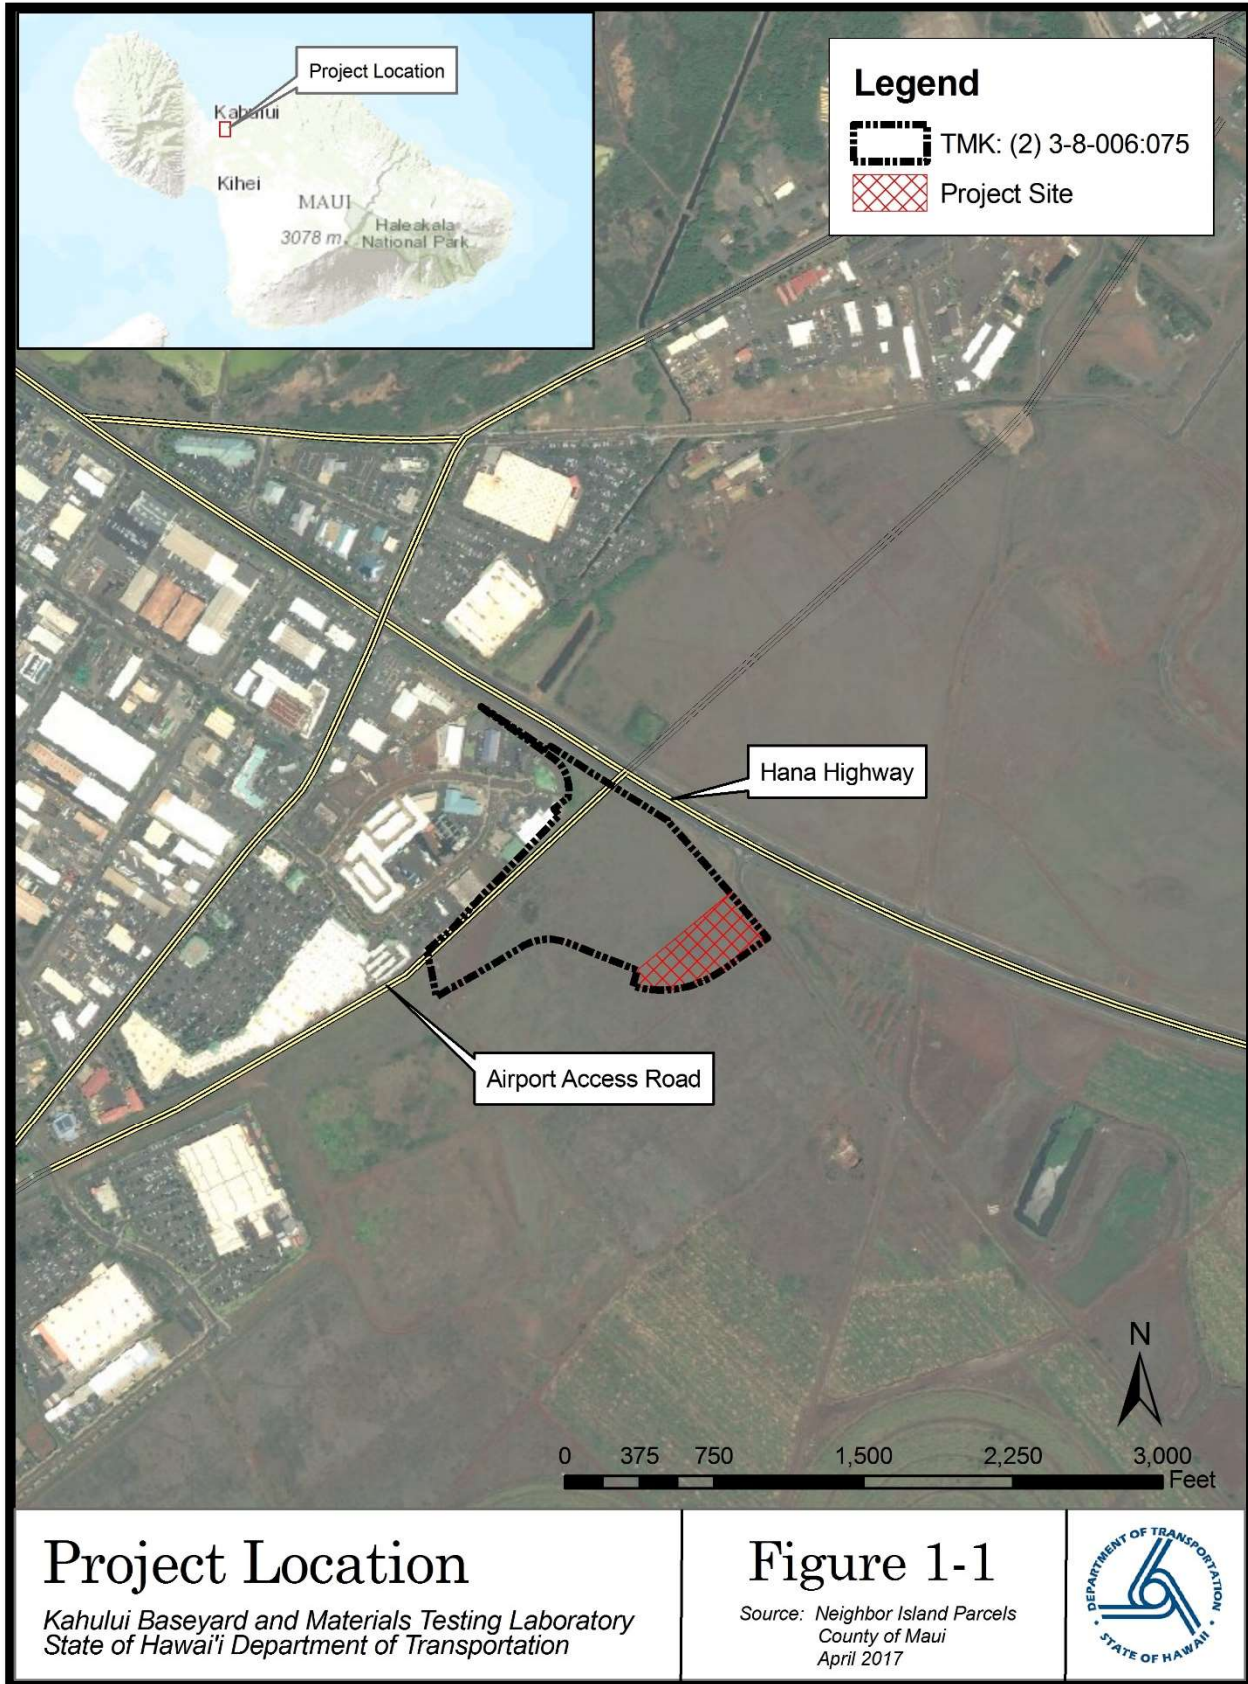 Project Location
Kahului
Kihei
MAUI
3078 m
Haleakala
National Park
Legend
TMK: (2) 3-8-006:075
Project Site
Hana Highway
Airport Access Road
N
0 375 750 1,500 2,250 3,000
Feet
Project Location
Kahului Baseyard and Materials Testing Laboratory
State of Hawai'i Department of Transportation
Figure 1-1
Source: Neighbor Island Parcels
County of Maui
April 2017
DEPARTMENT OF TRANSPORTATION
STATE OF HAWAII